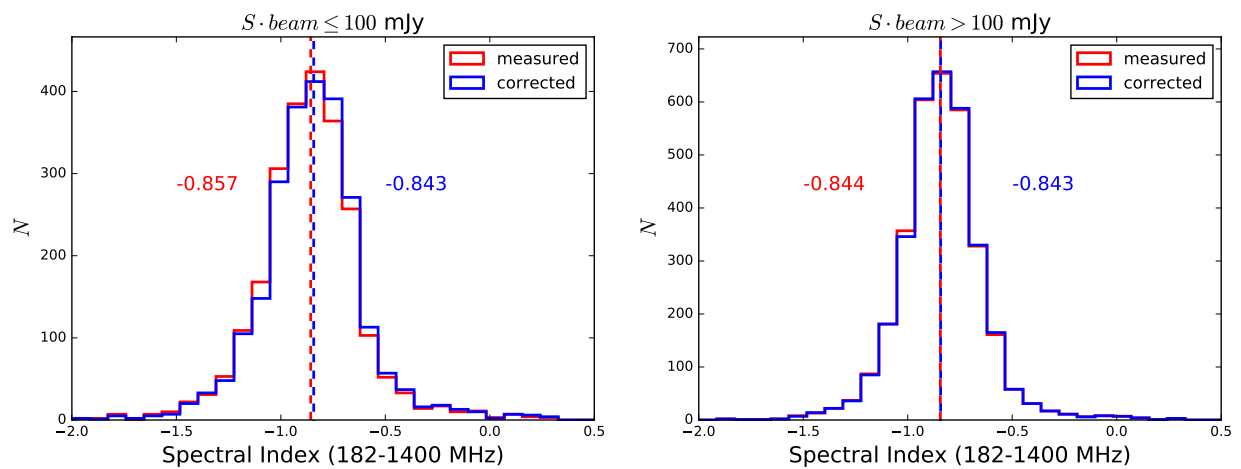 S · beam ≤ 100 mJy
measured
corrected
-0.857
-0.843
N
400
300
200
100
0
−2.0 −1.5 −1.0 −0.5 0.0 0.5
Spectral Index (182-1400 MHz)
S · beam > 100 mJy
measured
corrected
-0.844
-0.843
N
700
600
500
400
300
200
100
0
−2.0 −1.5 −1.0 −0.5 0.0 0.5
Spectral Index (182-1400 MHz)